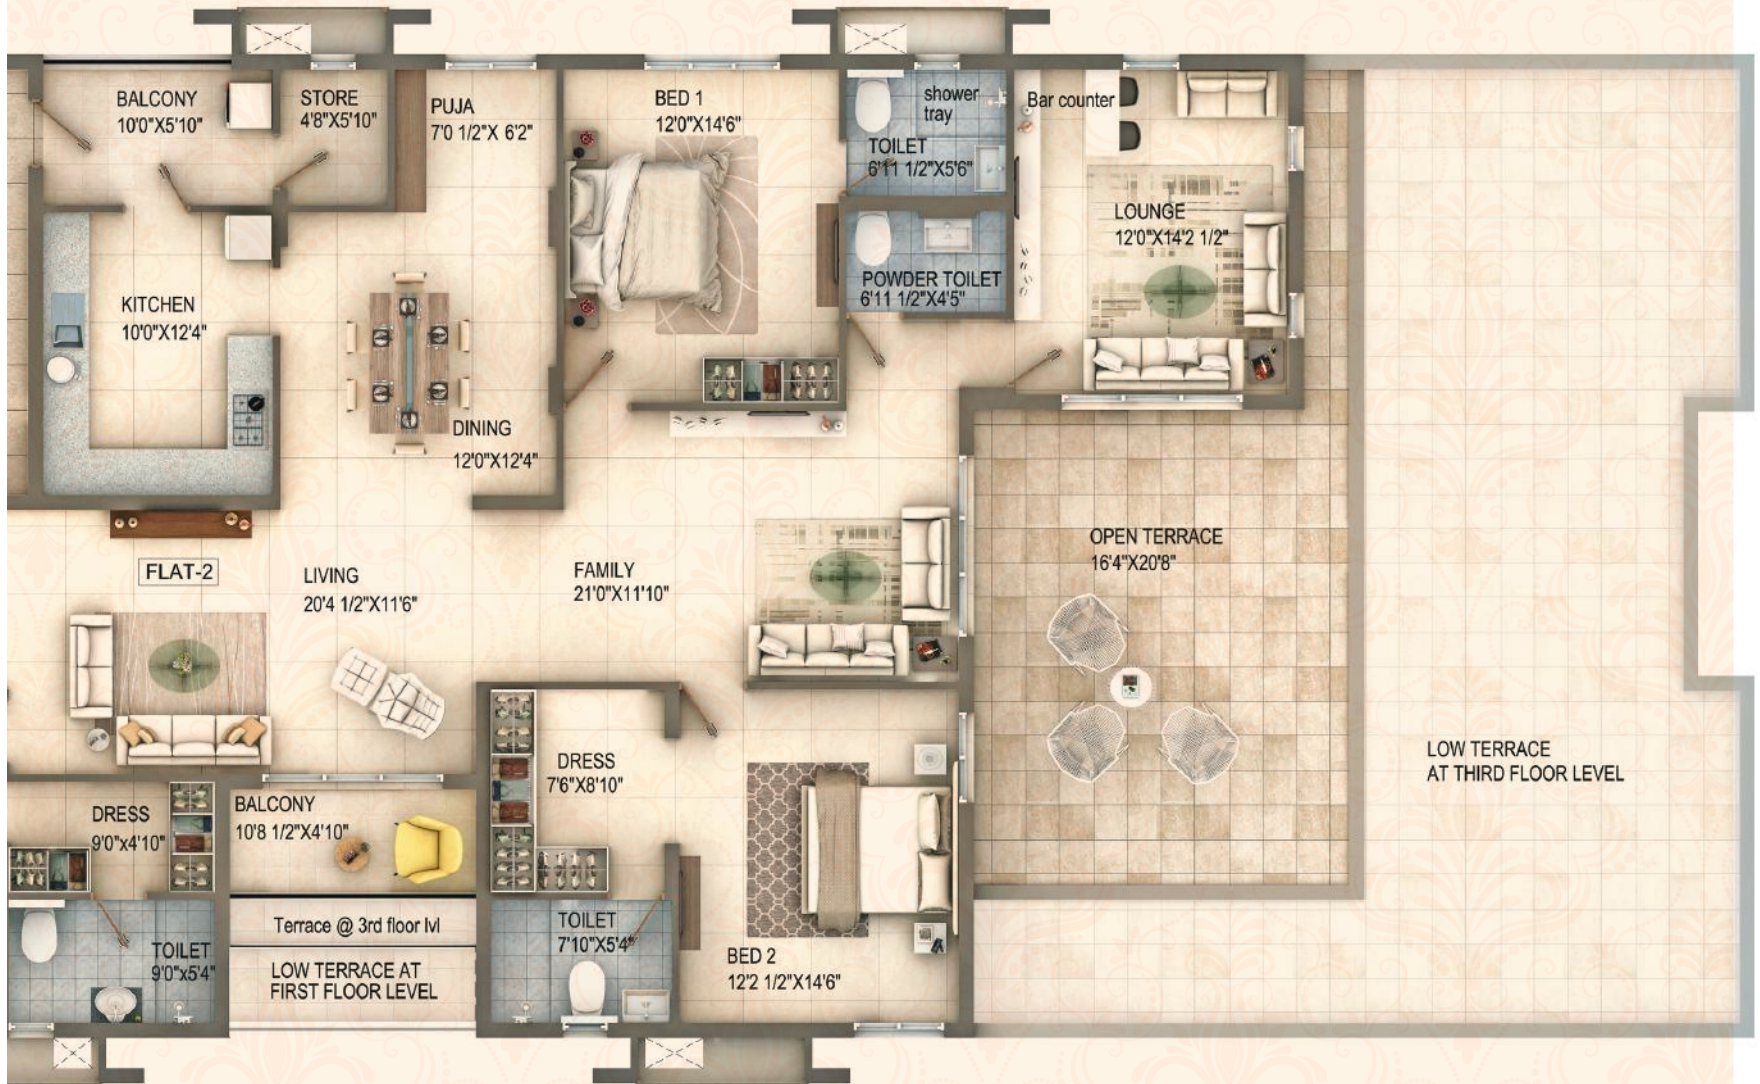 BALCONY
10'0"X5'10"
STORE
4'8"X5'10"
PUJA
7'0 1/2"X 6'2"
BED 1
12'0"X14'6"
shower
tray
TOILET
6'11 1/2"X5'6"
Bar counter
LOUNGE
12'0"X14'2 1/2"
POWDER TOILET
6'11 1/2"X4'5"
KITCHEN
10'0"X12'4"
DINING
12'0"X12'4"
FLAT-2
LIVING
20'4 1/2"X11'6"
FAMILY
21'0"X11'10"
OPEN TERRACE
16'4"X20'8"
LOW TERRACE
AT THIRD FLOOR LEVEL
DRESS
7'6"X8'10"
DRESS
9'0"x4'10"
BALCONY
10'8 1/2"X4'10"
Terrace @ 3rd floor lvl
LOW TERRACE AT
FIRST FLOOR LEVEL
TOILET
9'0"x5'4"
TOILET
7'10"X5'4"
BED 2
12'2 1/2"X14'6"